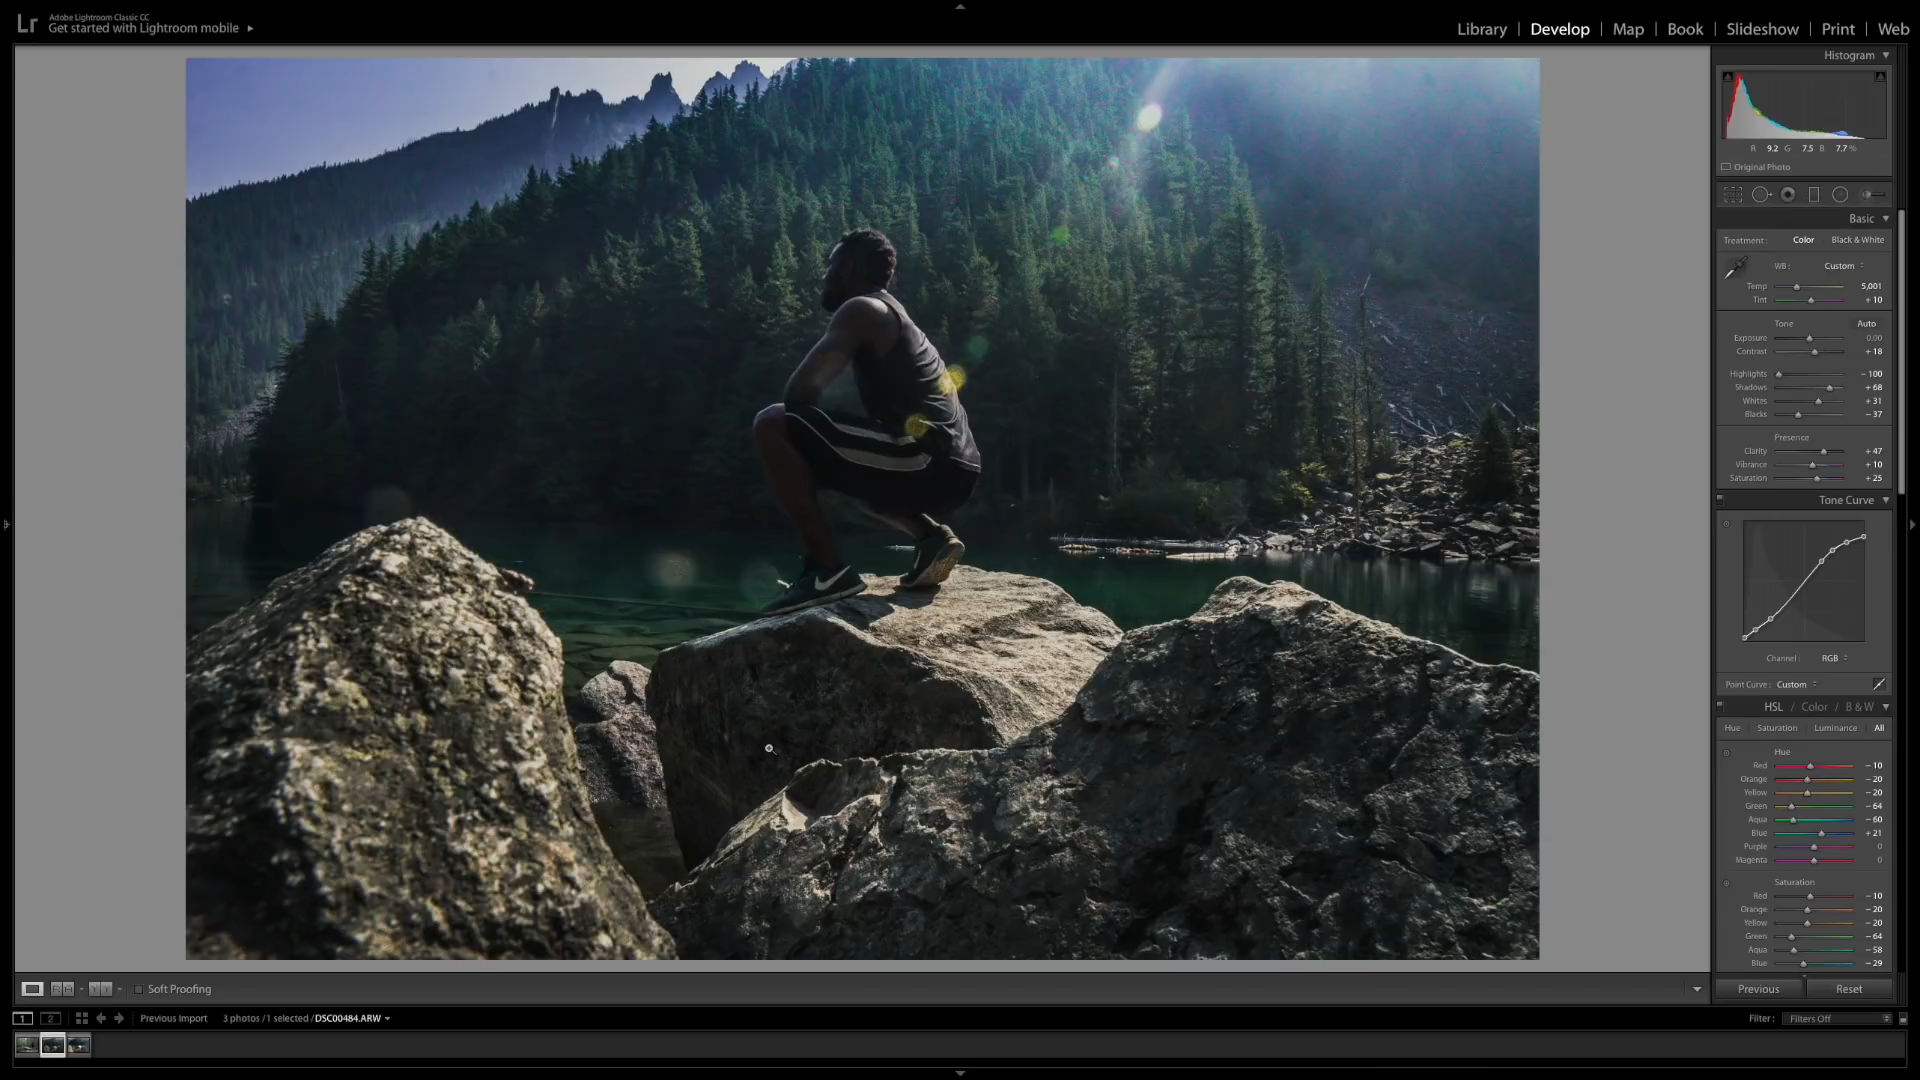 Lr
Adobe Lightroom Classic CC
Get started with Lightroom mobile
Library | Develop | Map | Book | Slideshow | Print | Web
Histogram
R 9.2 G 7.5 B 7.7 %
Original Photo
Basic
Treatment : Color Black & White
WB : Custom
Temp 5,001
Tint + 10
Tone Auto
Exposure 0.00
Contrast + 18
Highlights − 100
Shadows + 68
Whites + 31
Blacks − 37
Presence
Clarity + 47
Vibrance + 10
Saturation + 25
Tone Curve
Channel : RGB
Point Curve : Custom
HSL / Color / B & W
Hue Saturation Luminance All
Hue
Red − 10
Orange − 20
Yellow − 20
Green − 64
Aqua − 60
Blue + 21
Purple 0
Magenta 0
Saturation
Red − 10
Orange − 20
Yellow − 20
Green − 64
Aqua − 58
Blue − 29
Soft Proofing
Previous Reset
1 2 Previous Import 3 photos / 1 selected / DSC00484.ARW
Filter : Filters Off